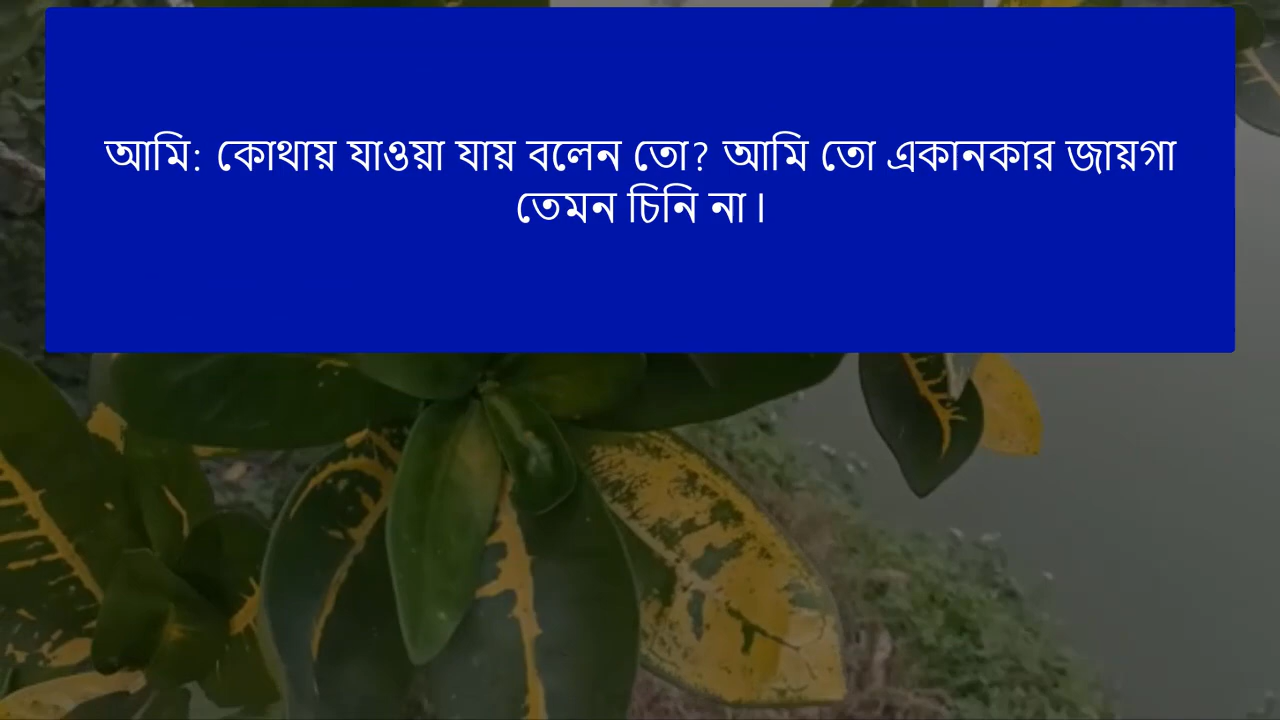 আমি: কোথায় যাওয়া যায় বলেন তো? আমি তো একানকার জায়গা
তেমন চিনি না।